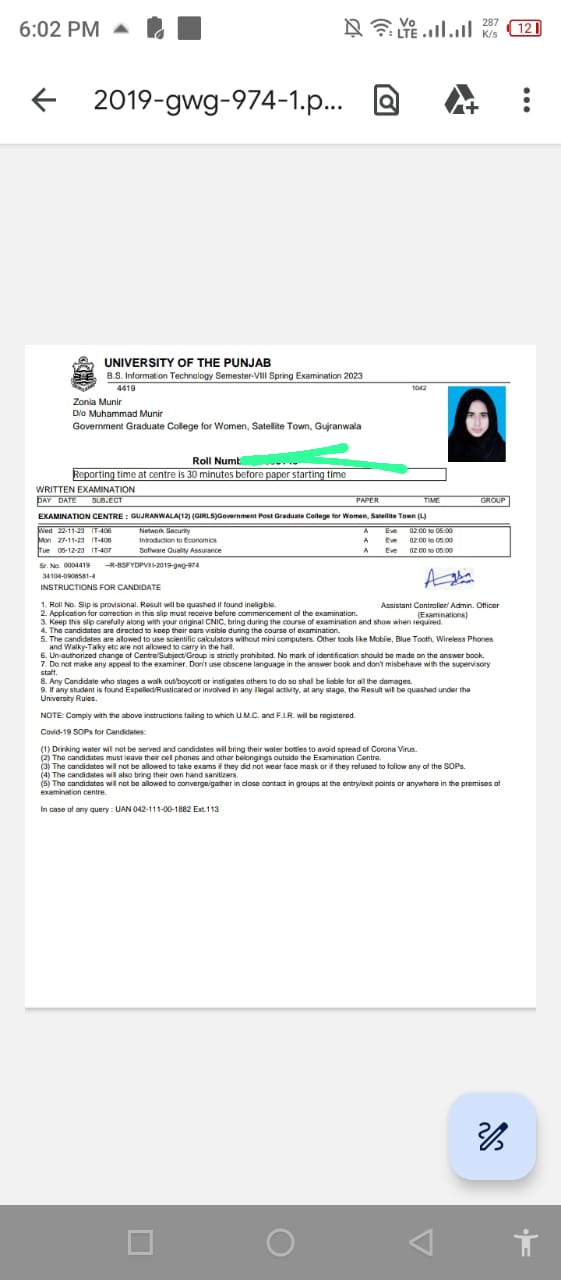 6:02 PM
Vo LTE 287 K/s 12
2019-gwg-974-1.p...
UNIVERSITY OF THE PUNJAB
B.S. Information Technology Semester-VIII Spring Examination 2023
4419 1042
Zonia Munir
D/o Muhammad Munir
Government Graduate College for Women, Satellite Town, Gujranwala
Roll Numb
Reporting time at centre is 30 minutes before paper starting time
WRITTEN EXAMINATION
DAY DATE SUBJECT PAPER TIME GROUP
EXAMINATION CENTRE : GUJRANWALA(12) (GIRLS)Government Post Graduate College for Women, Satellite Town (L)
Wed 22-11-23 IT-406 Network Security A Eve 02:00 to 05:00
Mon 27-11-23 IT-408 Introduction to Economics A Eve 02:00 to 05:00
Tue 05-12-23 IT-407 Software Quality Assurance A Eve 02:00 to 05:00
Sr. No. 0004419 --R-BSFYDPVIII-2019-gwg-974
34104-0908581-4
INSTRUCTIONS FOR CANDIDATE
Assistant Controller/ Admin. Officer
(Examinations)
1. Roll No. Slip is provisional. Result will be quashed if found ineligible.
2. Application for correction in this slip must receive before commencement of the examination.
3. Keep this slip carefully along with your original CNIC, bring during the course of examination and show when required.
4. The candidates are directed to keep their ears visible during the course of examination.
5. The candidates are allowed to use scientific calculators without mini computers. Other tools like Mobile, Blue Tooth, Wireless Phones
and Walky-Talky etc are not allowed to carry in the hall.
6. Un-authorized change of Centre/Subject/Group is strictly prohibited. No mark of identification should be made on the answer book.
7. Do not make any appeal to the examiner. Don't use obscene language in the answer book and don't misbehave with the supervisory
staff.
8. Any Candidate who stages a walk out/boycott or instigates others to do so shall be liable for all the damages.
9. If any student is found Expelled/Rusticated or involved in any illegal activity, at any stage, the Result will be quashed under the
University Rules.
NOTE: Comply with the above instructions failing to which U.M.C. and F.I.R. will be registered.
Covid-19 SOPs for Candidates:
(1) Drinking water will not be served and candidates will bring their water bottles to avoid spread of Corona Virus.
(2) The candidates must leave their cell phones and other belongings outside the Examination Centre.
(3) The candidates will not be allowed to take exams if they did not wear face mask or if they refused to follow any of the SOPs.
(4) The candidates will also bring their own hand sanitizers.
(5) The candidates will not be allowed to converge/gather in close contact in groups at the entry/exit points or anywhere in the premises of
examination centre.
In case of any query : UAN 042-111-00-1882 Ext.113